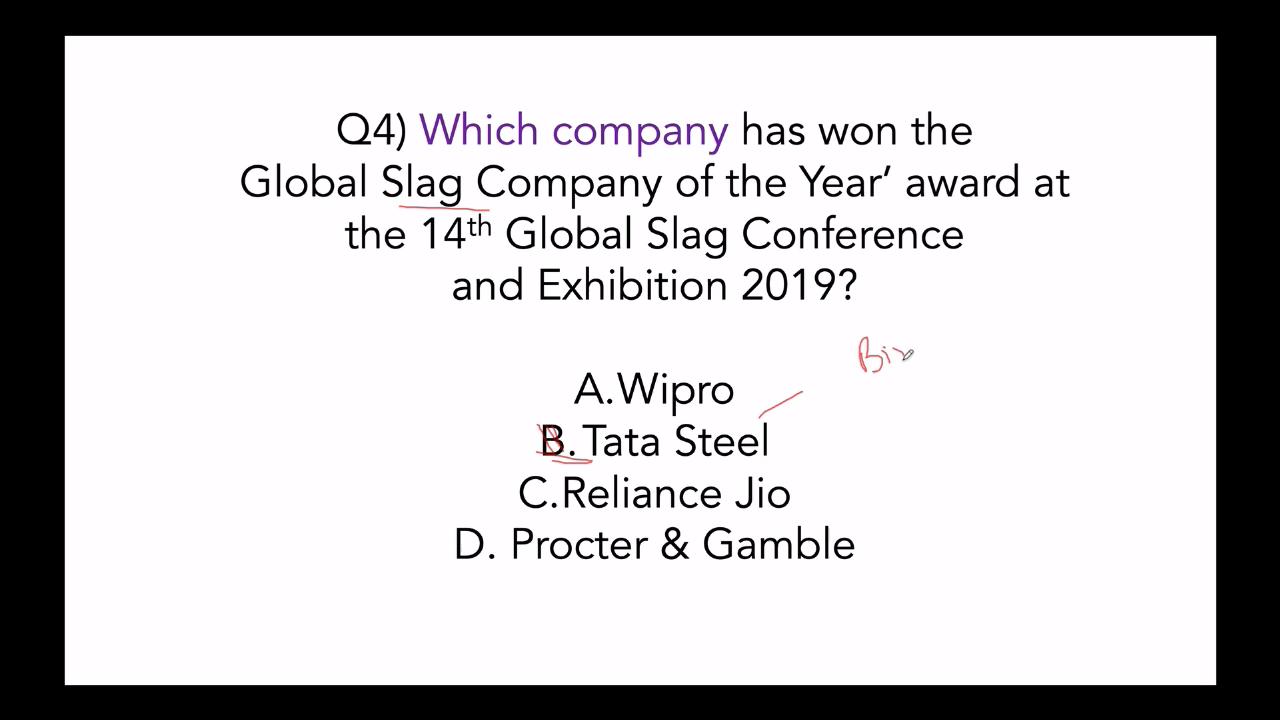 Q4) Which company has won the
Global Slag Company of the Year’ award at
the 14th Global Slag Conference
and Exhibition 2019?
A.Wipro
B.Tata Steel
C.Reliance Jio
D. Procter & Gamble